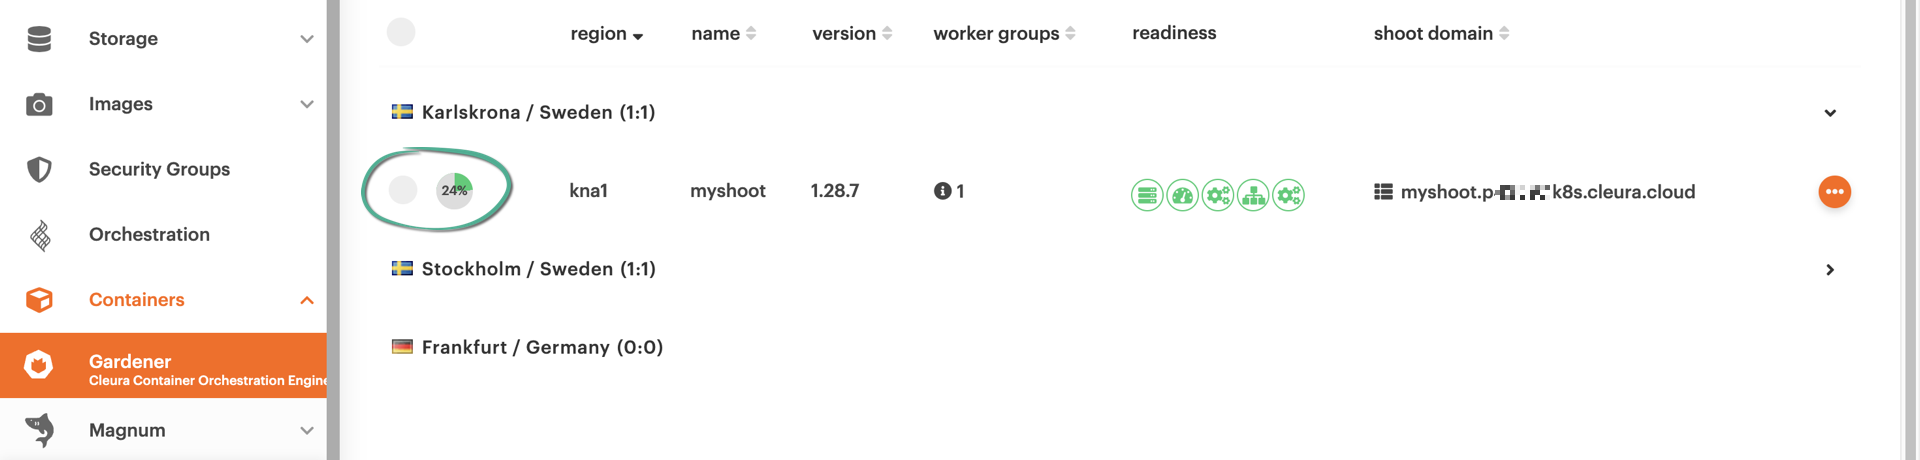 Storage
Images
Security Groups
Orchestration
Containers
Gardener
Cleura Container Orchestration Engine
Magnum
region name version worker groups readiness shoot domain
Karlskrona / Sweden (1:1)
24% kna1 myshoot 1.28.7 1 myshoot.p k8s.cleura.cloud
Stockholm / Sweden (1:1)
Frankfurt / Germany (0:0)